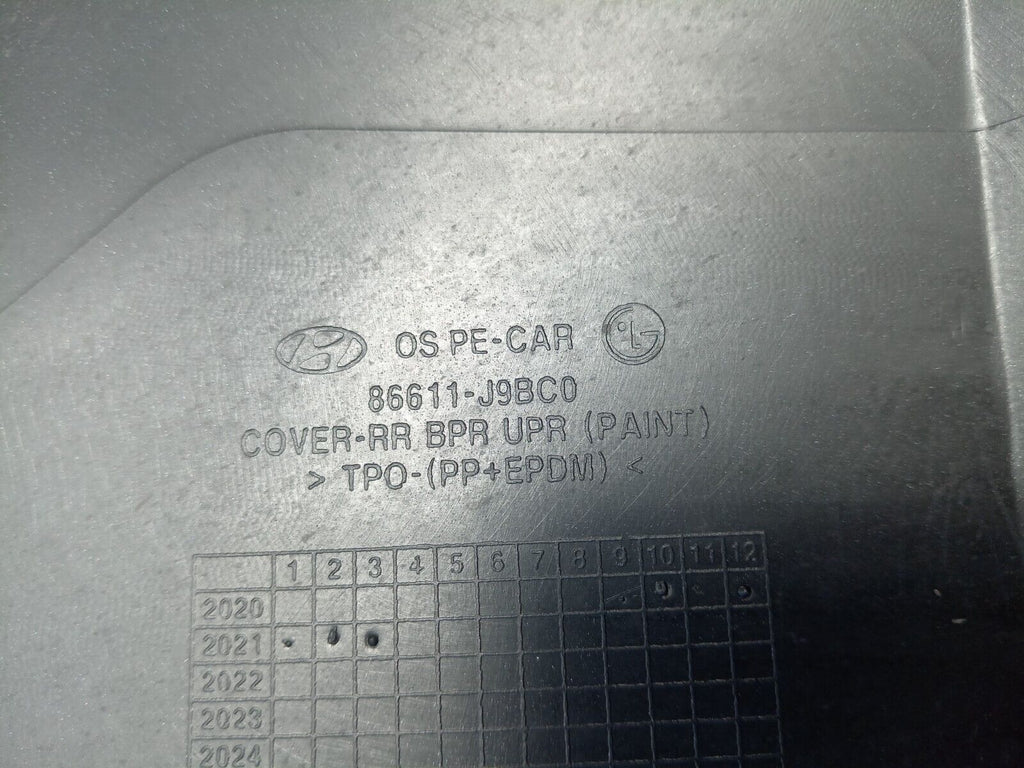 OS PE-CAR LG
86611-J9BC0
COVER-RR BPR UPR (PAINT)
> TPO-(PP+EPDM) <
1 2 3 4 5 6 7 8 9 10 11 12
2020
2021
2022
2023
2024